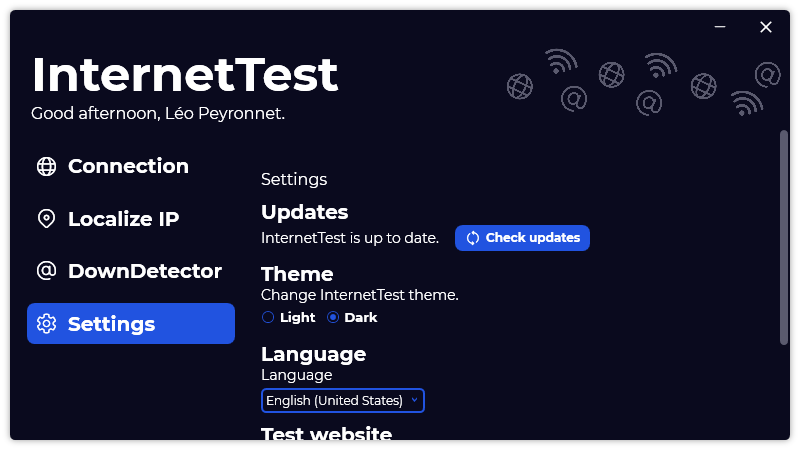 InternetTest
Good afternoon, Léo Peyronnet.
Connection
Localize IP
DownDetector
Settings
Settings
Updates
InternetTest is up to date.
Check updates
Theme
Change InternetTest theme.
Light
Dark
Language
Language
English (United States)
Test website